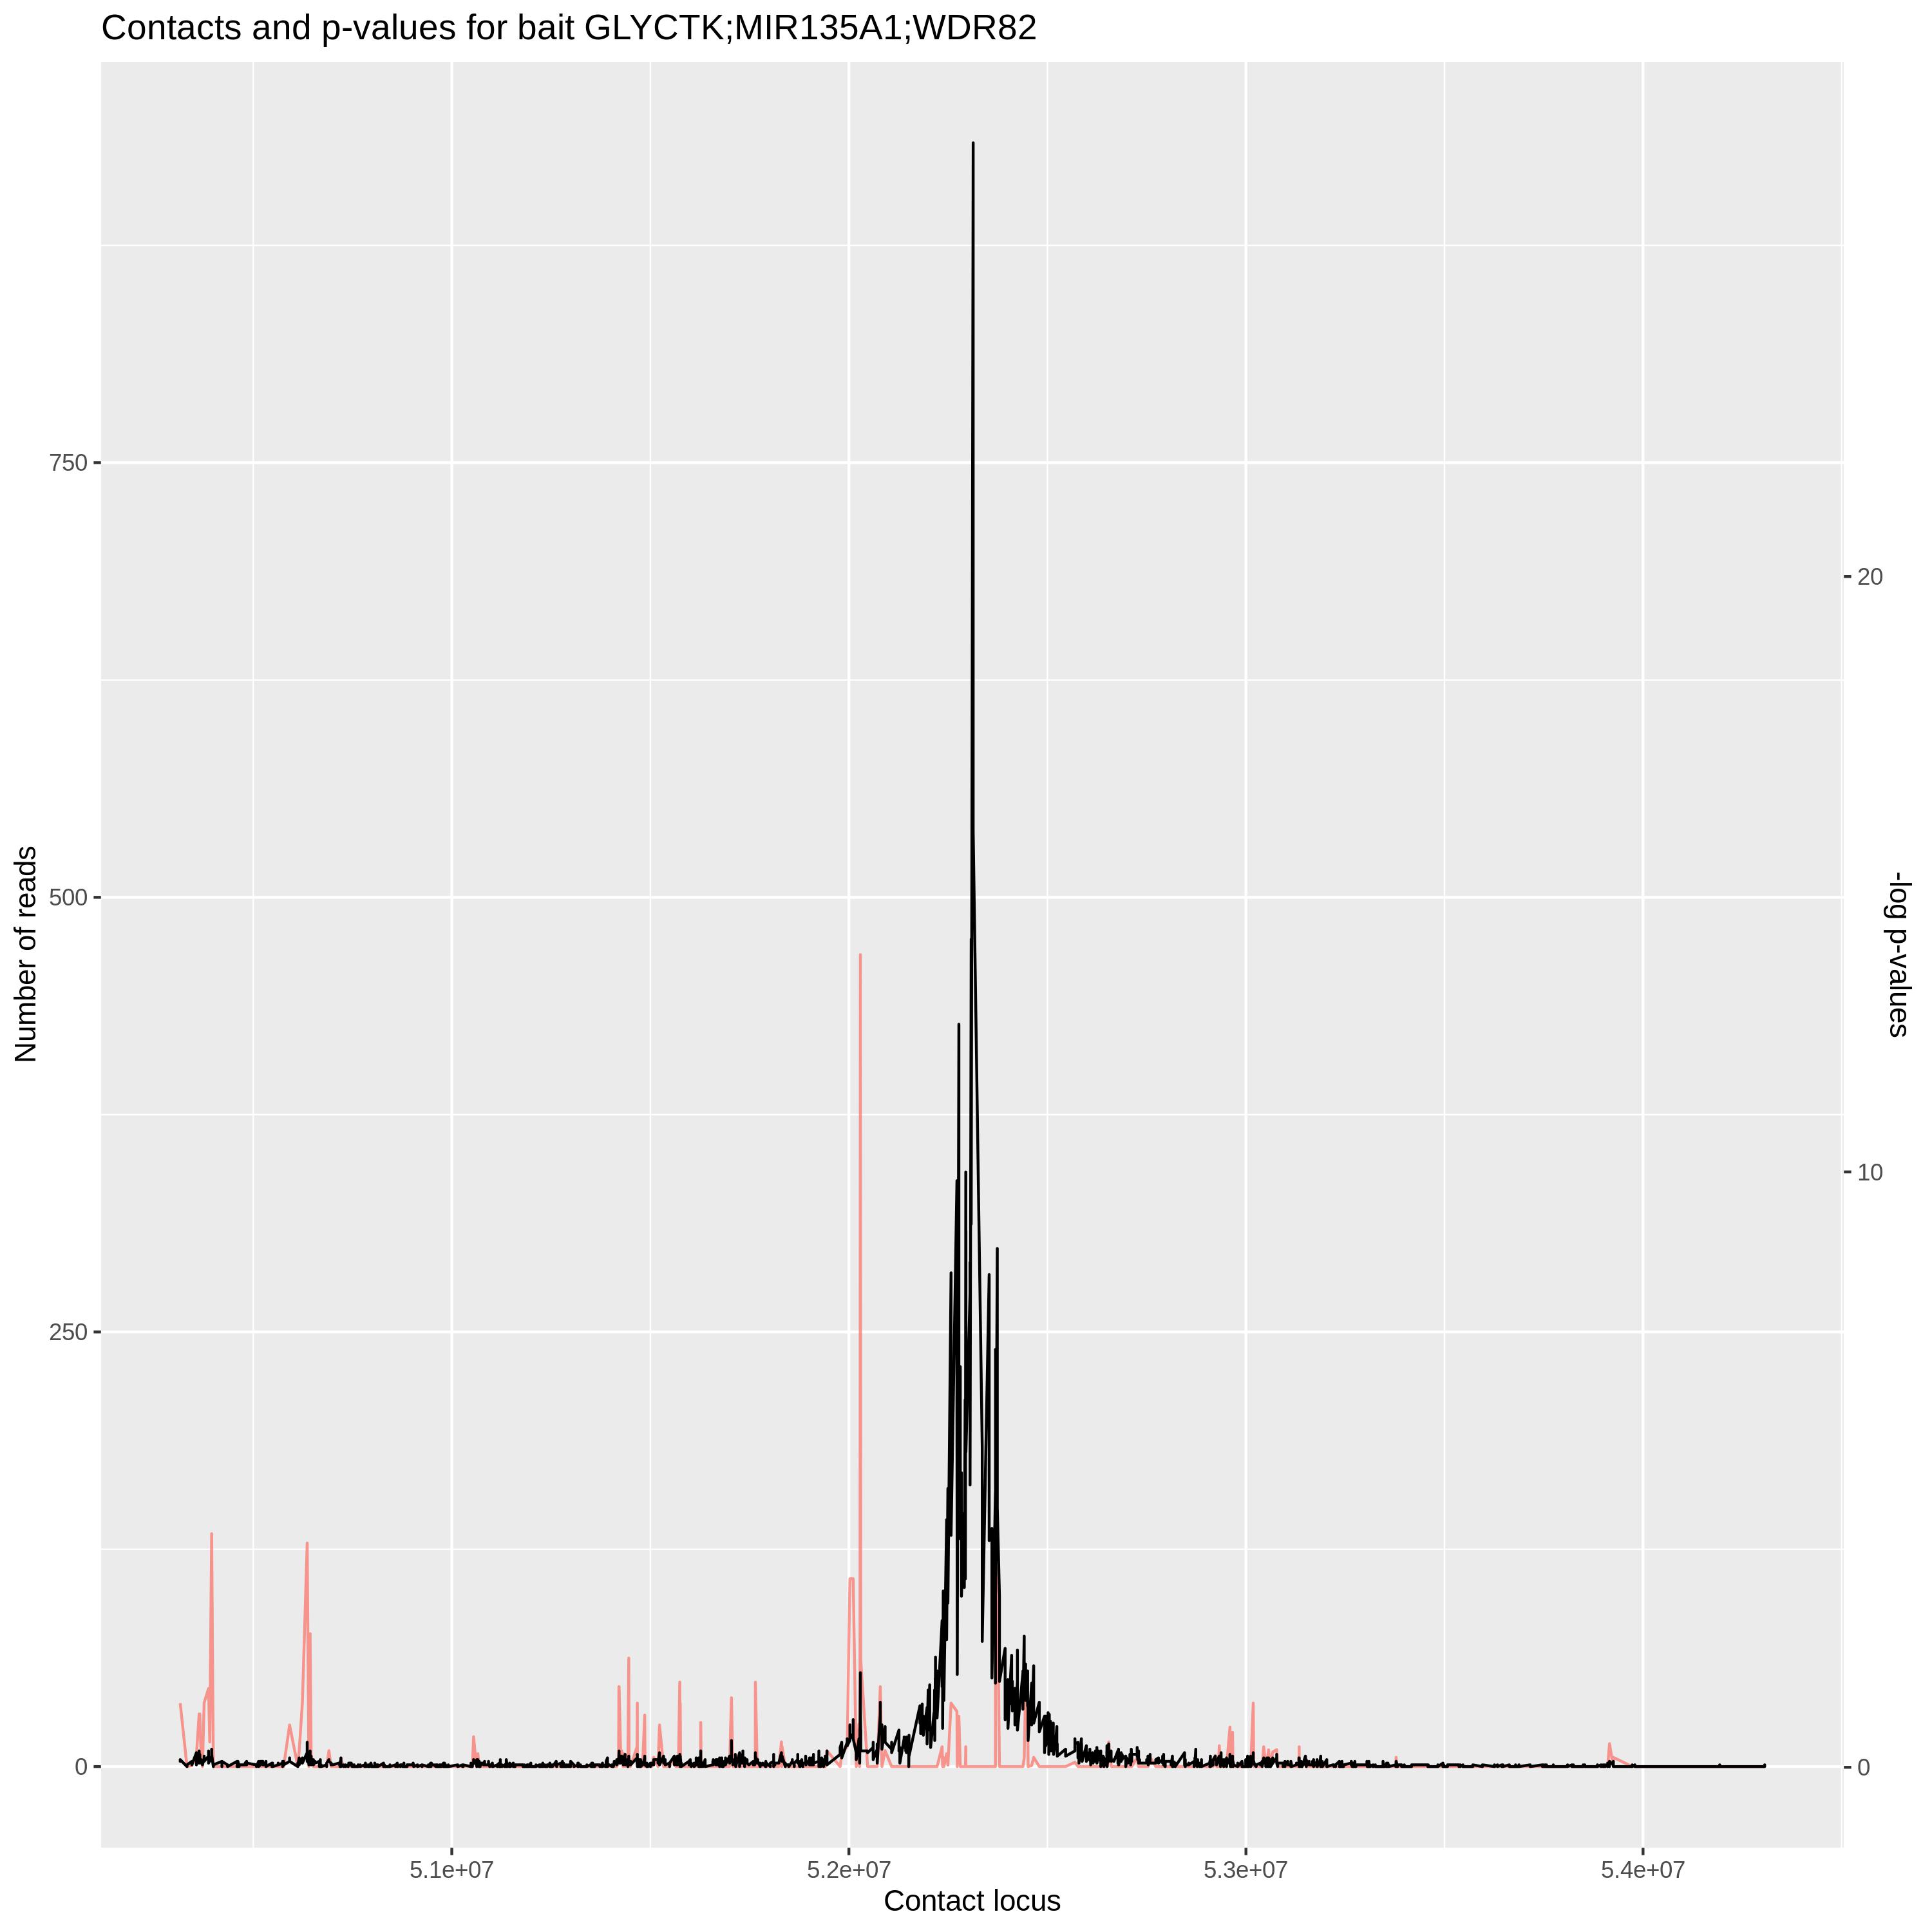 Contacts and p-values for bait GLYCTK;MIR135A1;WDR82
750
500
250
0
Number of reads
20
10
0
-log p-values
5.1e+07
5.2e+07
5.3e+07
5.4e+07
Contact locus